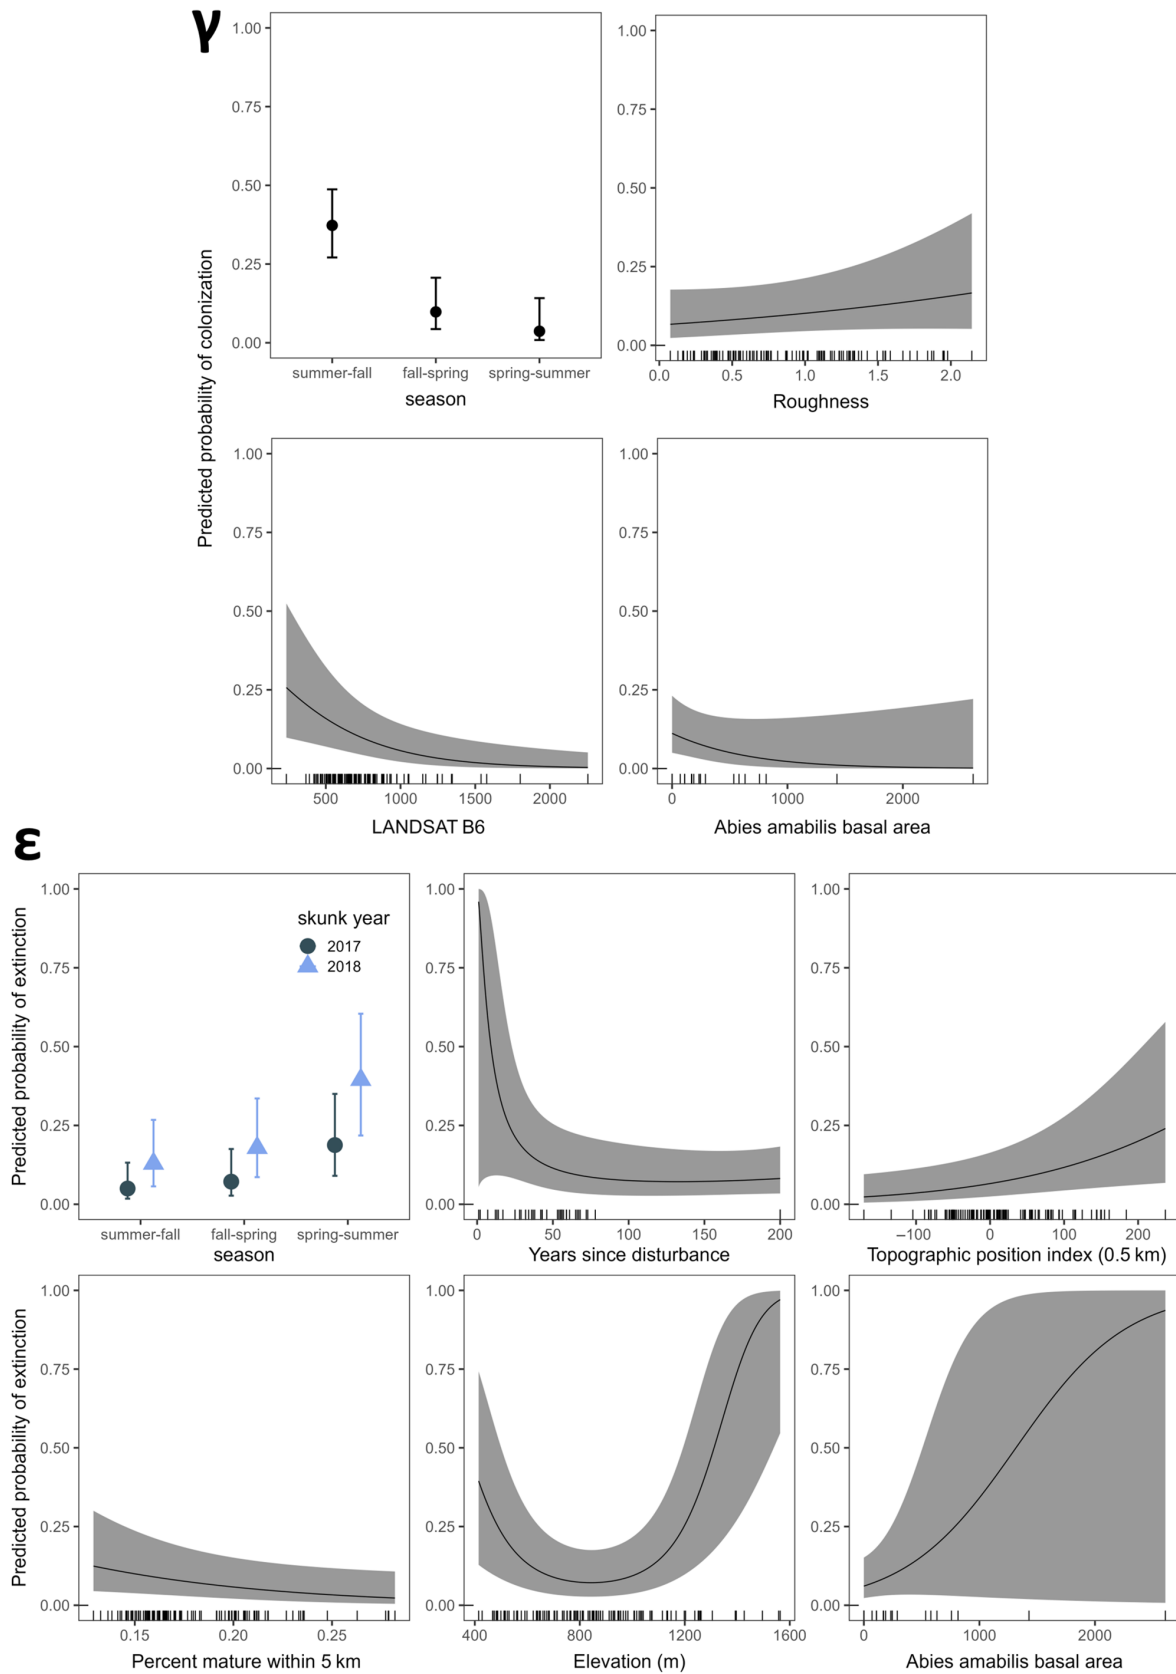 γ
Predicted probability of colonization
1.00
0.75
0.50
0.25
0.00
summer-fall fall-spring spring-summer
season
1.00
0.75
0.50
0.25
0.00
0.0 0.5 1.0 1.5 2.0
Roughness
1.00
0.75
0.50
0.25
0.00
500 1000 1500 2000
LANDSAT B6
1.00
0.75
0.50
0.25
0.00
0 1000 2000
Abies amabilis basal area
ε
Predicted probability of extinction
1.00
0.75
0.50
0.25
0.00
skunk year
2017
2018
summer-fall fall-spring spring-summer
season
1.00
0.75
0.50
0.25
0.00
0 50 100 150 200
Years since disturbance
1.00
0.75
0.50
0.25
0.00
−100 0 100 200
Topographic position index (0.5 km)
Predicted probability of extinction
1.00
0.75
0.50
0.25
0.00
0.15 0.20 0.25
Percent mature within 5 km
1.00
0.75
0.50
0.25
0.00
400 800 1200 1600
Elevation (m)
1.00
0.75
0.50
0.25
0.00
0 1000 2000
Abies amabilis basal area